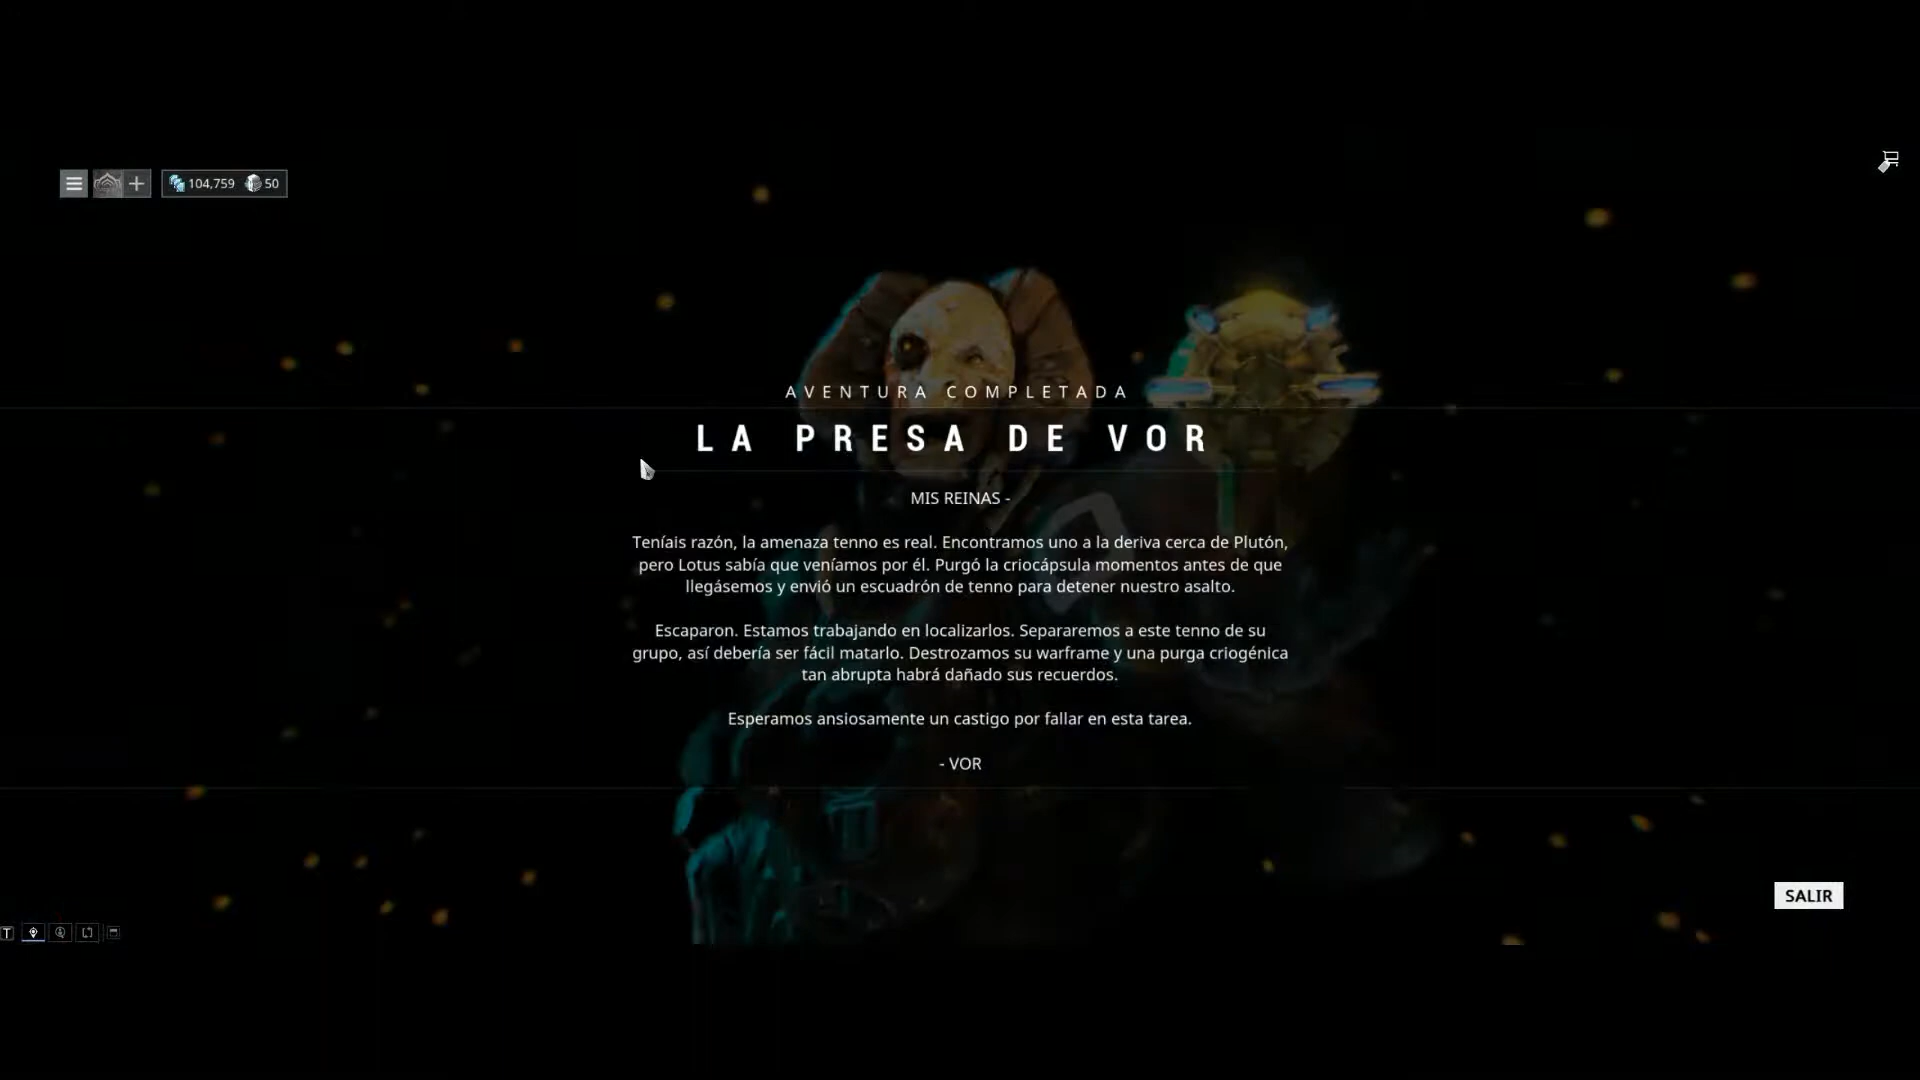 104,759 50
AVENTURA COMPLETADA
LA PRESA DE VOR
MIS REINAS -
Teníais razón, la amenaza tenno es real. Encontramos uno a la deriva cerca de Plutón,
pero Lotus sabía que veníamos por él. Purgó la criocápsula momentos antes de que
llegásemos y envió un escuadrón de tenno para detener nuestro asalto.
Escaparon. Estamos trabajando en localizarlos. Separaremos a este tenno de su
grupo, así debería ser fácil matarlo. Destrozamos su warframe y una purga criogénica
tan abrupta habrá dañado sus recuerdos.
Esperamos ansiosamente un castigo por fallar en esta tarea.
- VOR
SALIR
T